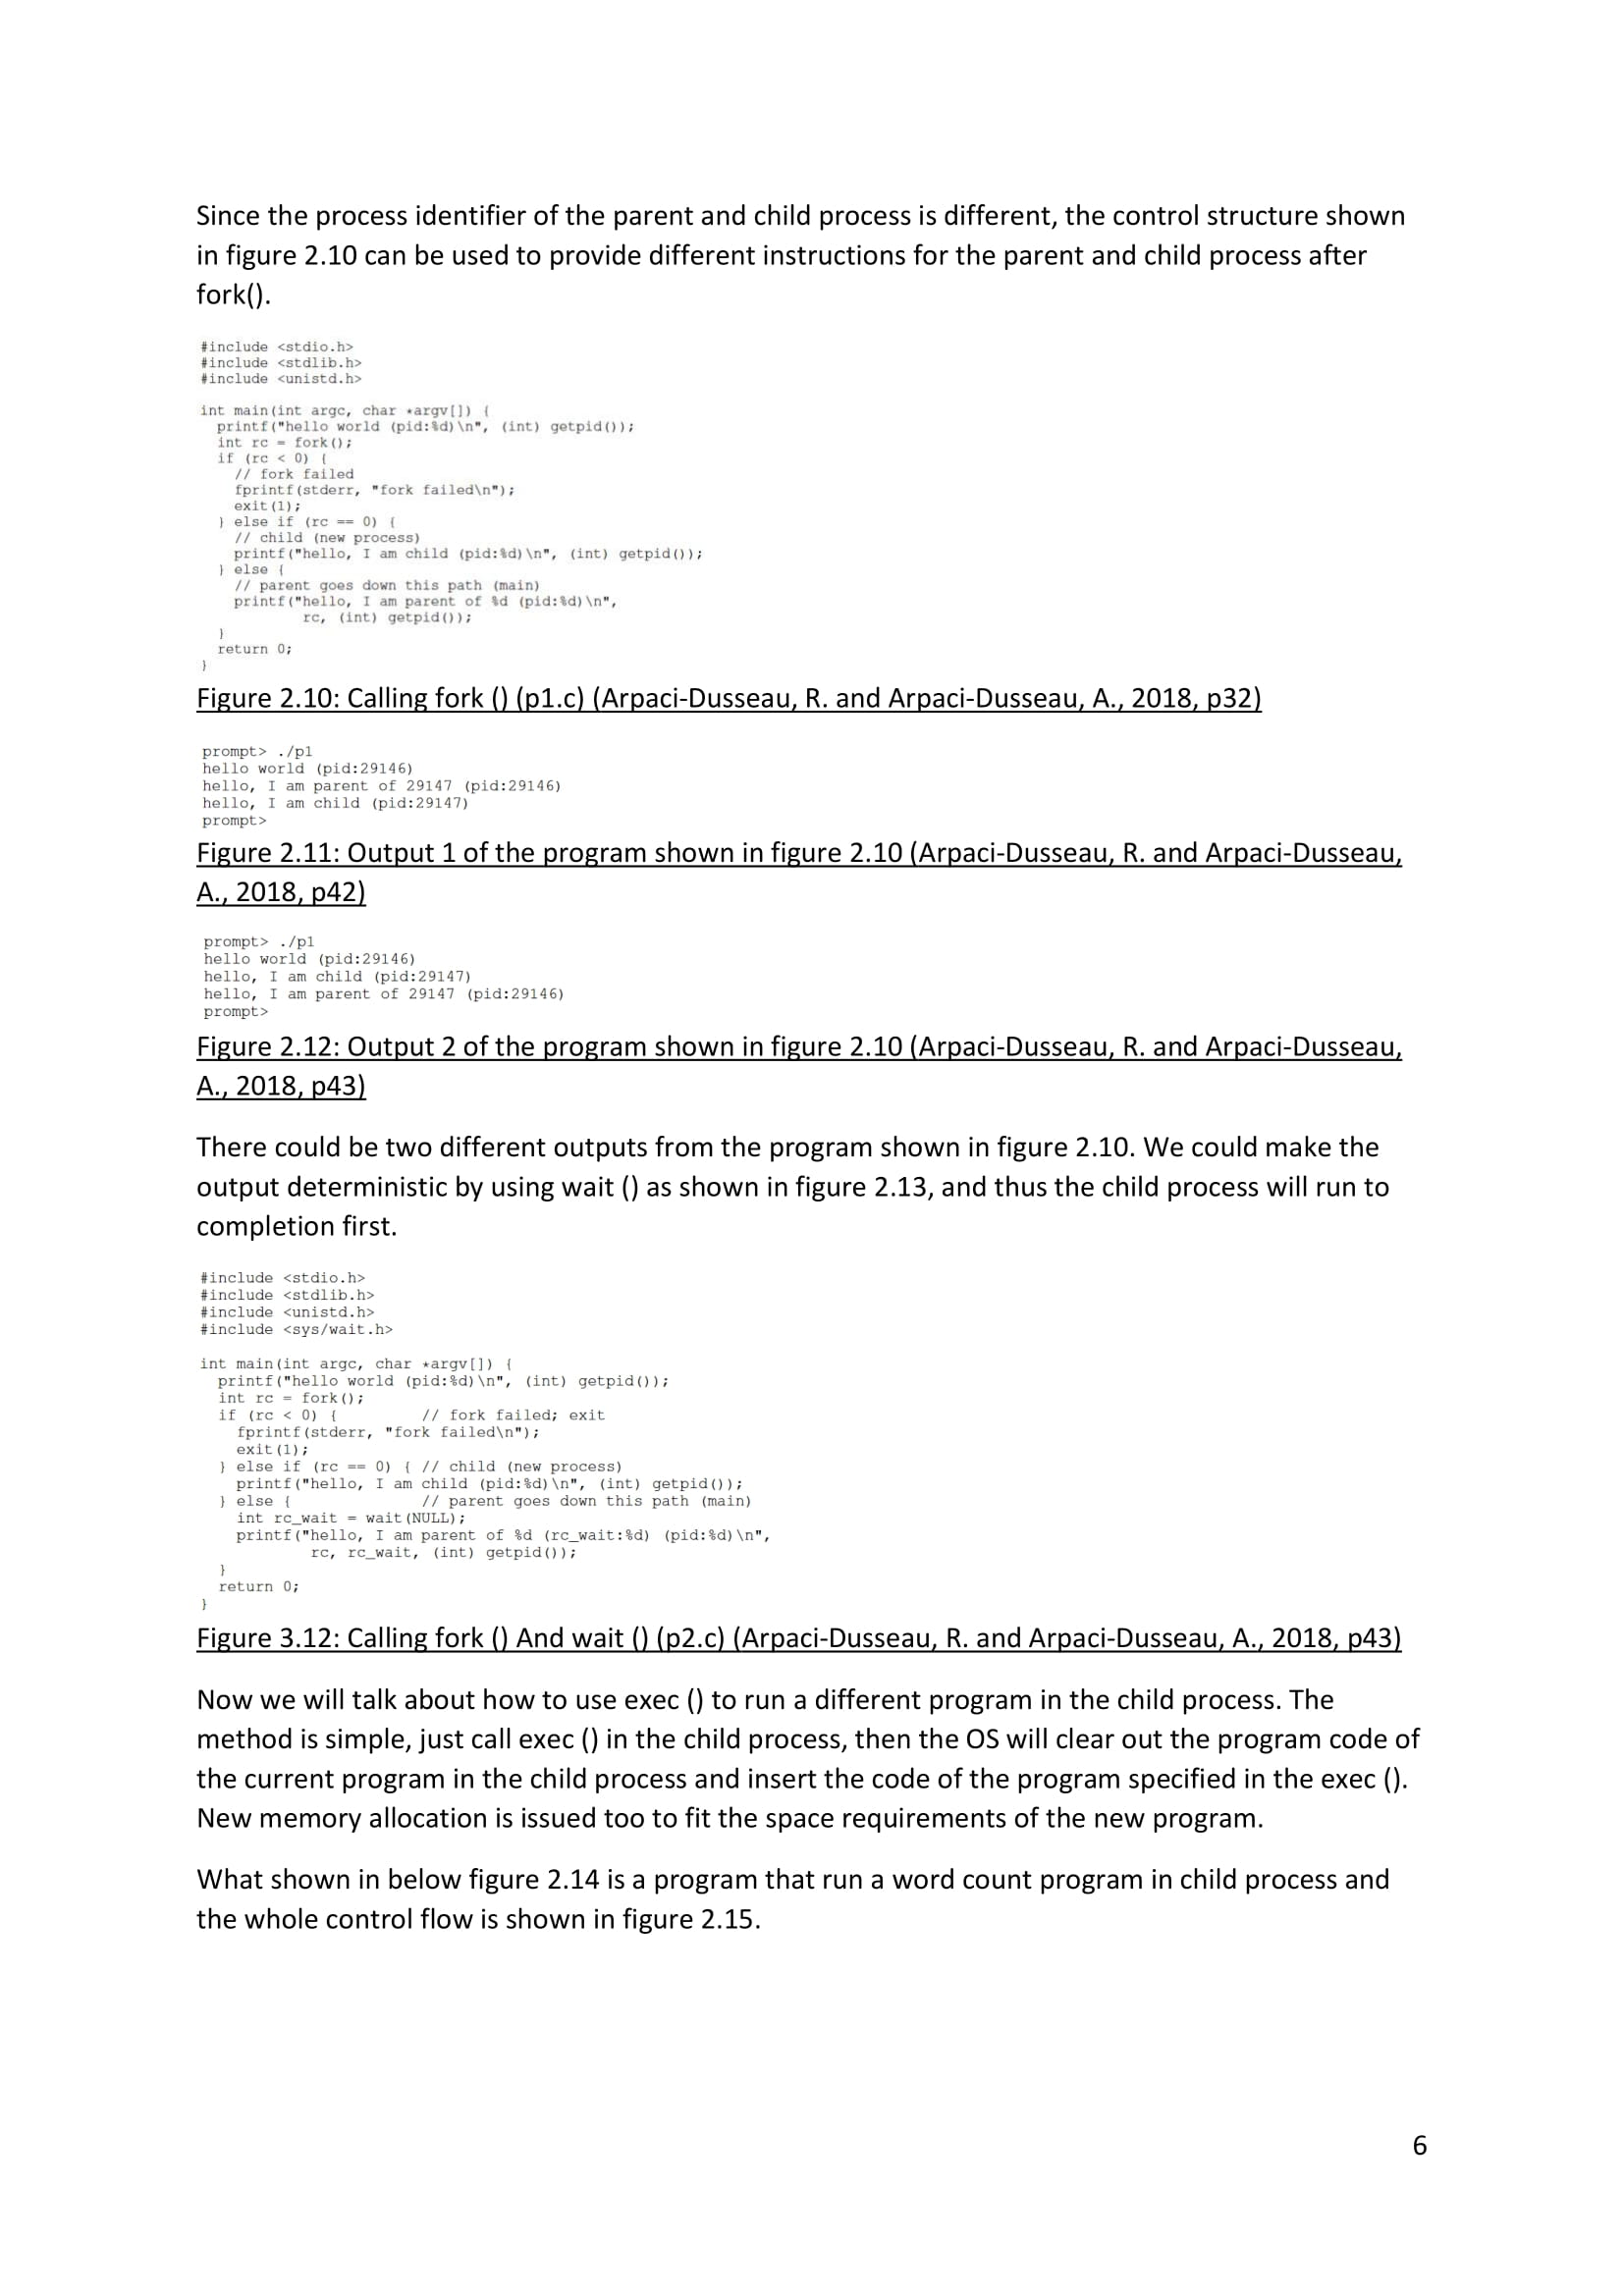 Since the process identifier of the parent and child process is different, the control structure shown
in figure 2.10 can be used to provide different instructions for the parent and child process after
fork().
#include <stdio.h>
#include <stdlib.h>
#include <unistd.h>
int main(int argc, char *argv[]) {
  printf("hello world (pid:%d)\n", (int) getpid());
  int rc = fork();
  if (rc < 0) {
    // fork failed
    fprintf(stderr, "fork failed\n");
    exit(1);
  } else if (rc == 0) {
    // child (new process)
    printf("hello, I am child (pid:%d)\n", (int) getpid());
  } else {
    // parent goes down this path (main)
    printf("hello, I am parent of %d (pid:%d)\n",
            rc, (int) getpid());
  }
  return 0;
}
Figure 2.10: Calling fork () (p1.c) (Arpaci-Dusseau, R. and Arpaci-Dusseau, A., 2018, p32)
prompt> ./p1
hello world (pid:29146)
hello, I am parent of 29147 (pid:29146)
hello, I am child (pid:29147)
prompt>
Figure 2.11: Output 1 of the program shown in figure 2.10 (Arpaci-Dusseau, R. and Arpaci-Dusseau,
A., 2018, p42)
prompt> ./p1
hello world (pid:29146)
hello, I am child (pid:29147)
hello, I am parent of 29147 (pid:29146)
prompt>
Figure 2.12: Output 2 of the program shown in figure 2.10 (Arpaci-Dusseau, R. and Arpaci-Dusseau,
A., 2018, p43)
There could be two different outputs from the program shown in figure 2.10. We could make the
output deterministic by using wait () as shown in figure 2.13, and thus the child process will run to
completion first.
#include <stdio.h>
#include <stdlib.h>
#include <unistd.h>
#include <sys/wait.h>
int main(int argc, char *argv[]) {
  printf("hello world (pid:%d)\n", (int) getpid());
  int rc = fork();
  if (rc < 0) {         // fork failed; exit
    fprintf(stderr, "fork failed\n");
    exit(1);
  } else if (rc == 0) { // child (new process)
    printf("hello, I am child (pid:%d)\n", (int) getpid());
  } else {              // parent goes down this path (main)
    int rc_wait = wait(NULL);
    printf("hello, I am parent of %d (rc_wait:%d) (pid:%d)\n",
            rc, rc_wait, (int) getpid());
  }
  return 0;
}
Figure 3.12: Calling fork () And wait () (p2.c) (Arpaci-Dusseau, R. and Arpaci-Dusseau, A., 2018, p43)
Now we will talk about how to use exec () to run a different program in the child process. The
method is simple, just call exec () in the child process, then the OS will clear out the program code of
the current program in the child process and insert the code of the program specified in the exec ().
New memory allocation is issued too to fit the space requirements of the new program.
What shown in below figure 2.14 is a program that run a word count program in child process and
the whole control flow is shown in figure 2.15.
6